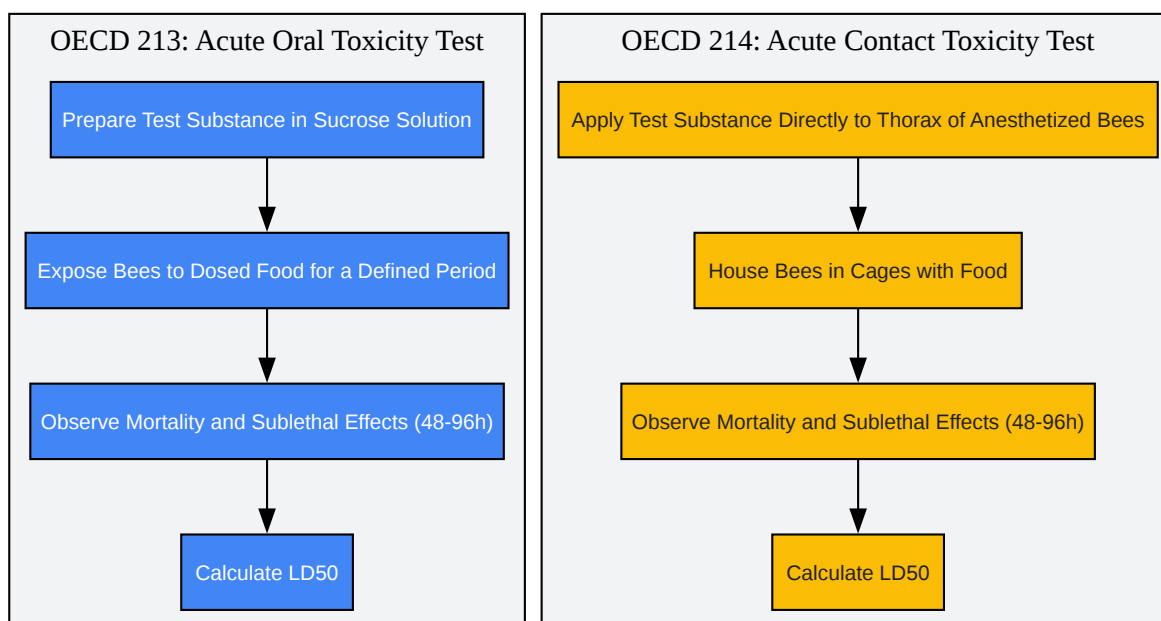 OECD 213: Acute Oral Toxicity Test
Prepare Test Substance in Sucrose Solution
Expose Bees to Dosed Food for a Defined Period
Observe Mortality and Sublethal Effects (48-96h)
Calculate LD50
OECD 214: Acute Contact Toxicity Test
Apply Test Substance Directly to Thorax of Anesthetized Bees
House Bees in Cages with Food
Observe Mortality and Sublethal Effects (48-96h)
Calculate LD50